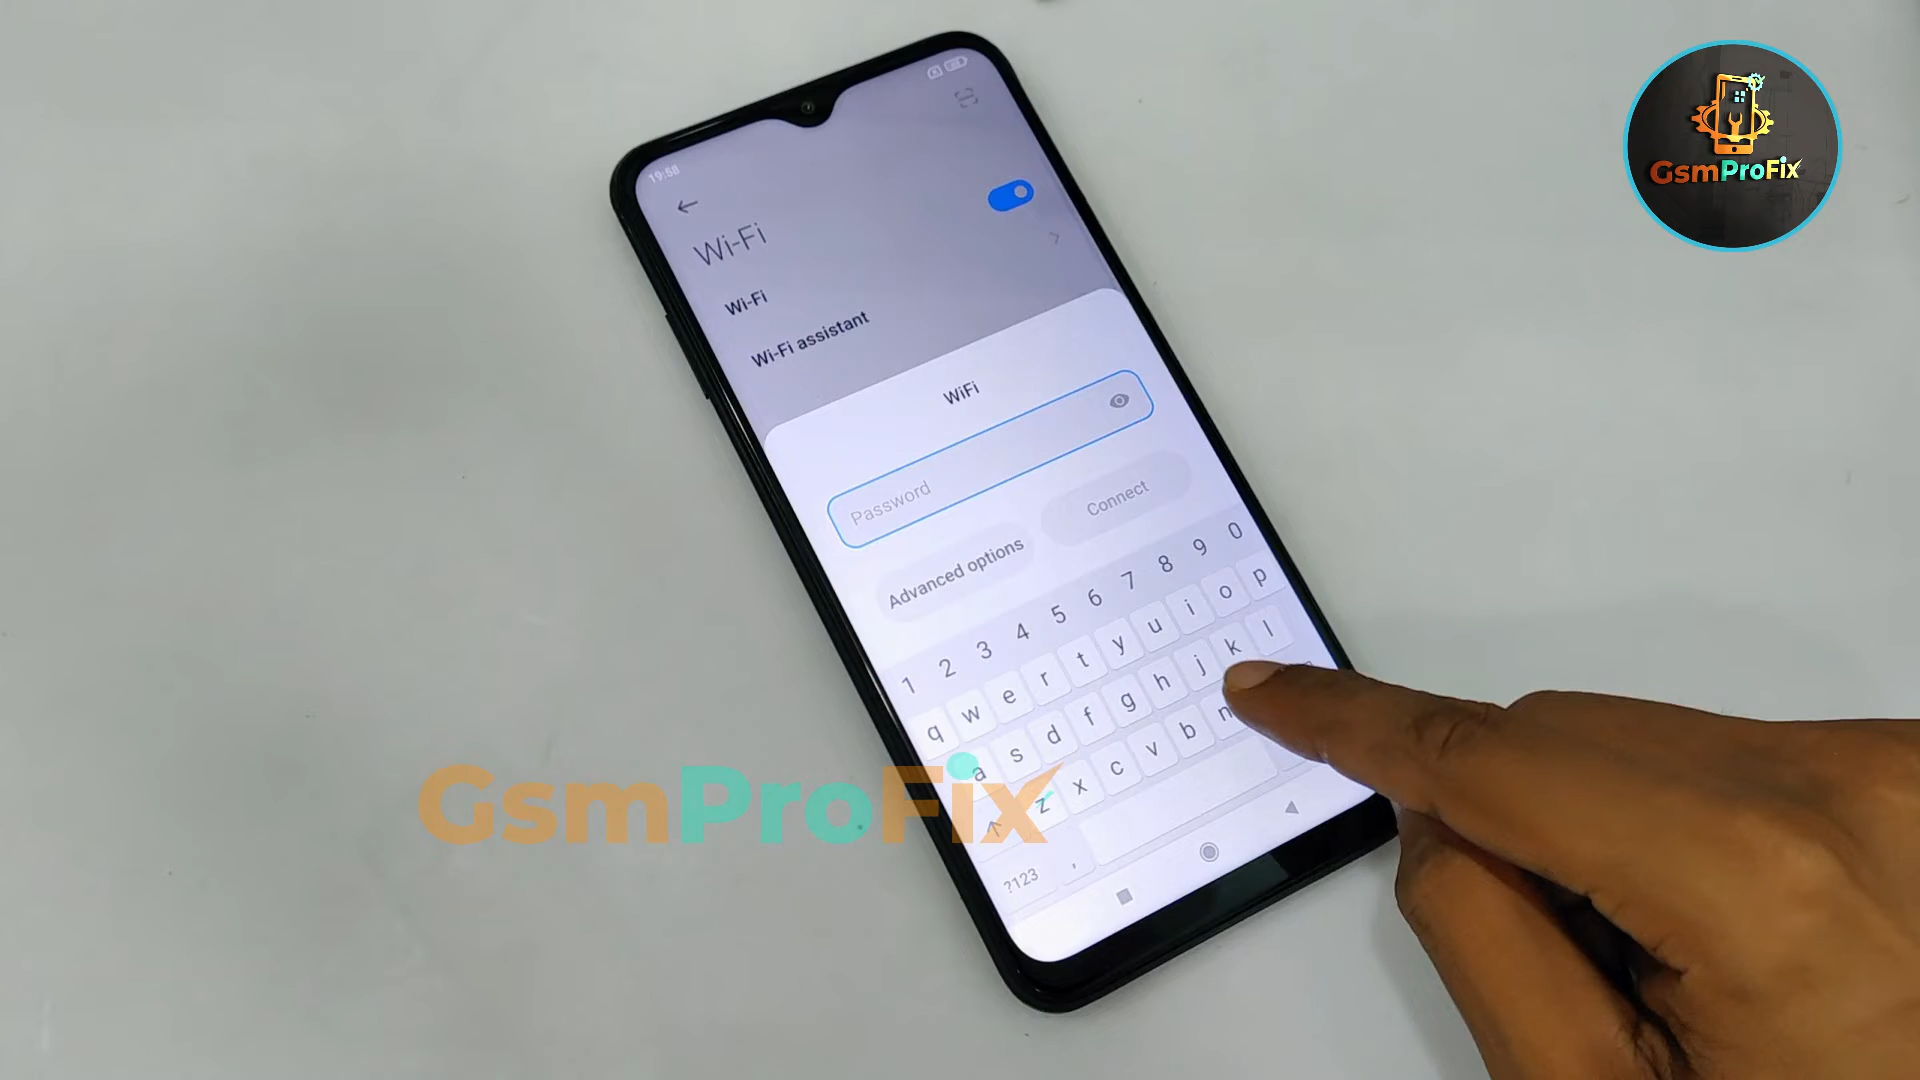 GsmProFix
19:58
Wi-Fi
Wi-Fi
Wi-Fi assistant
WiFi
Password
Advanced options
Connect
1 2 3 4 5 6 7 8 9 0
q w e r t y u i o p
a s d f g h j k l
z x c v b n
?123 ,
GsmProFix